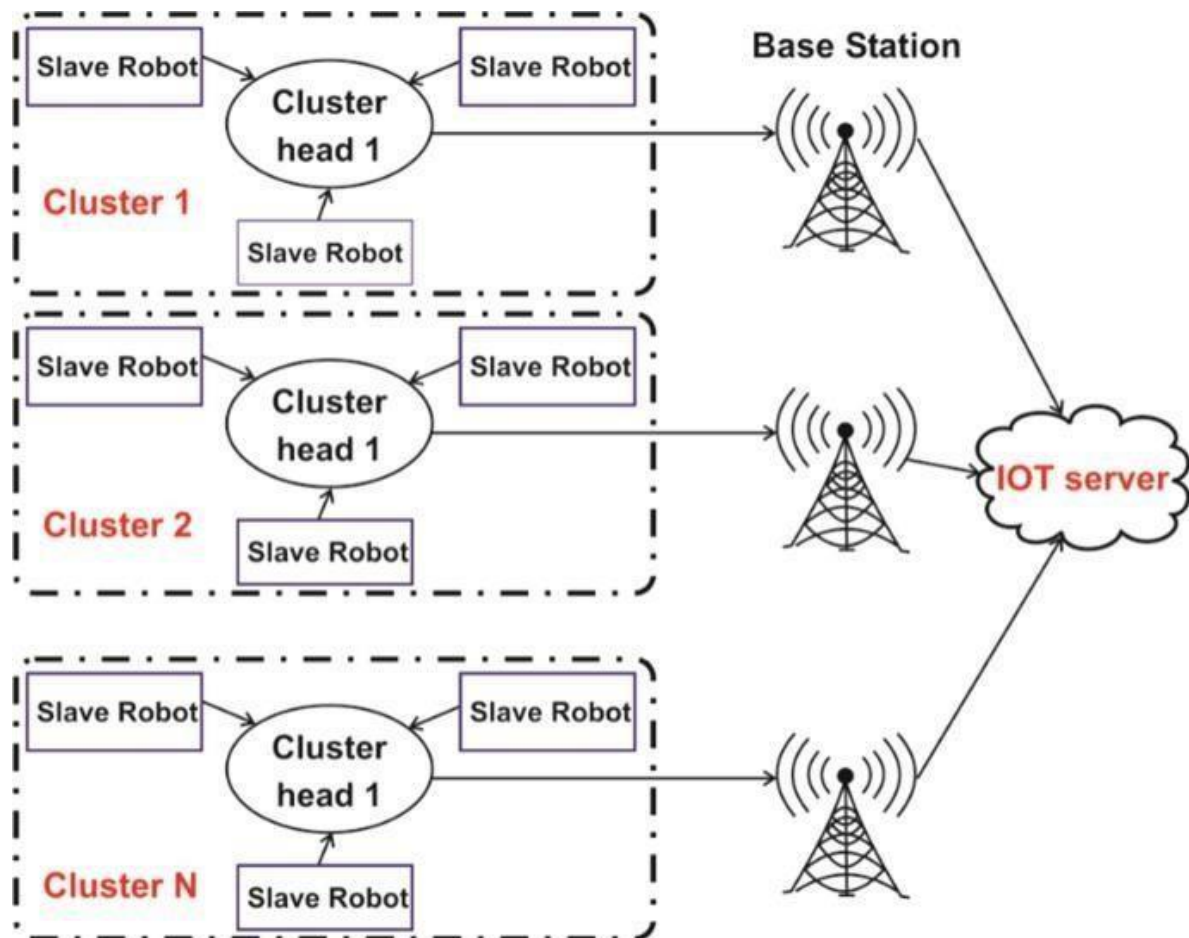 Slave Robot
Slave Robot
Cluster
head 1
Cluster 1
Slave Robot
Base Station
Slave Robot
Slave Robot
Cluster
head 1
Cluster 2
Slave Robot
IOT server
Slave Robot
Slave Robot
Cluster
head 1
Cluster N
Slave Robot